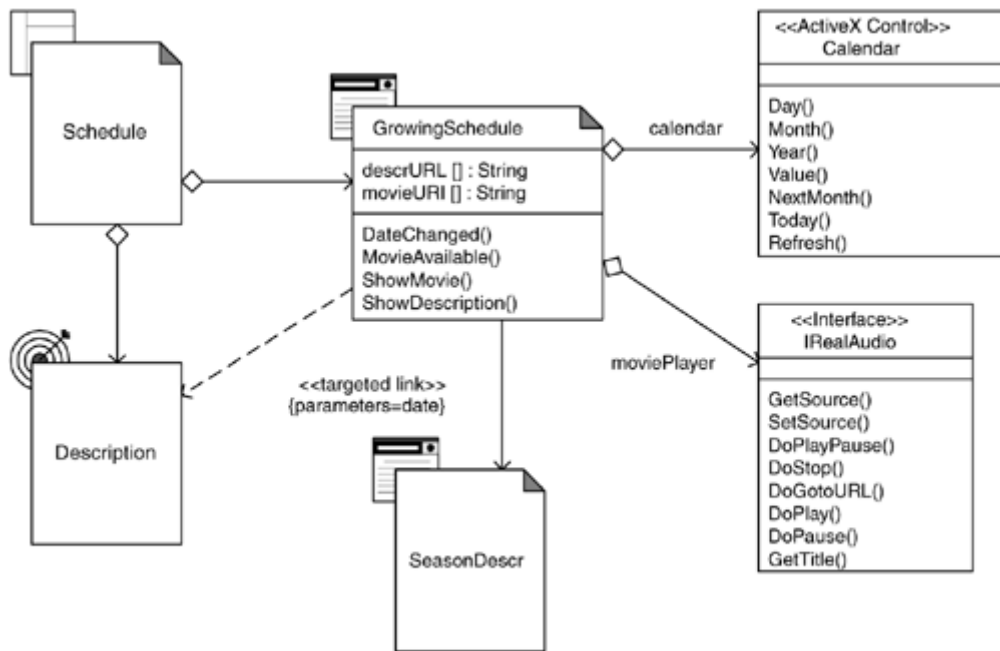 Schedule
GrowingSchedule
descrURL [] : String
movieURI [] : String
DateChanged()
MovieAvailable()
ShowMovie()
ShowDescription()
calendar
<<ActiveX Control>>
Calendar
Day()
Month()
Year()
Value()
NextMonth()
Today()
Refresh()
moviePlayer
<<Interface>>
IRealAudio
GetSource()
SetSource()
DoPlayPause()
DoStop()
DoGotoURL()
DoPlay()
DoPause()
GetTitle()
Description
<<targeted link>>
{parameters=date}
SeasonDescr